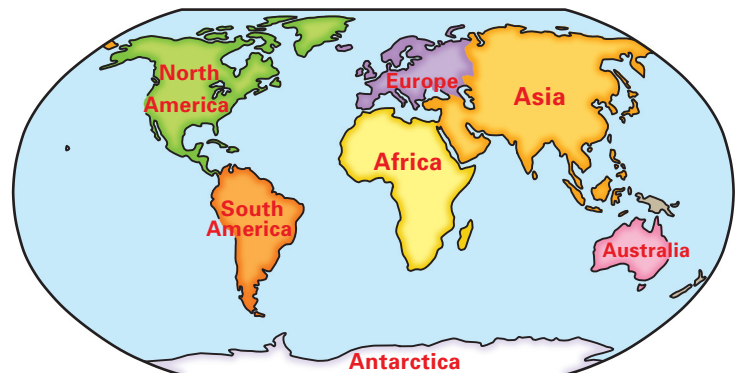 North
America
Europe
Asia
Africa
South
America
Australia
Antarctica